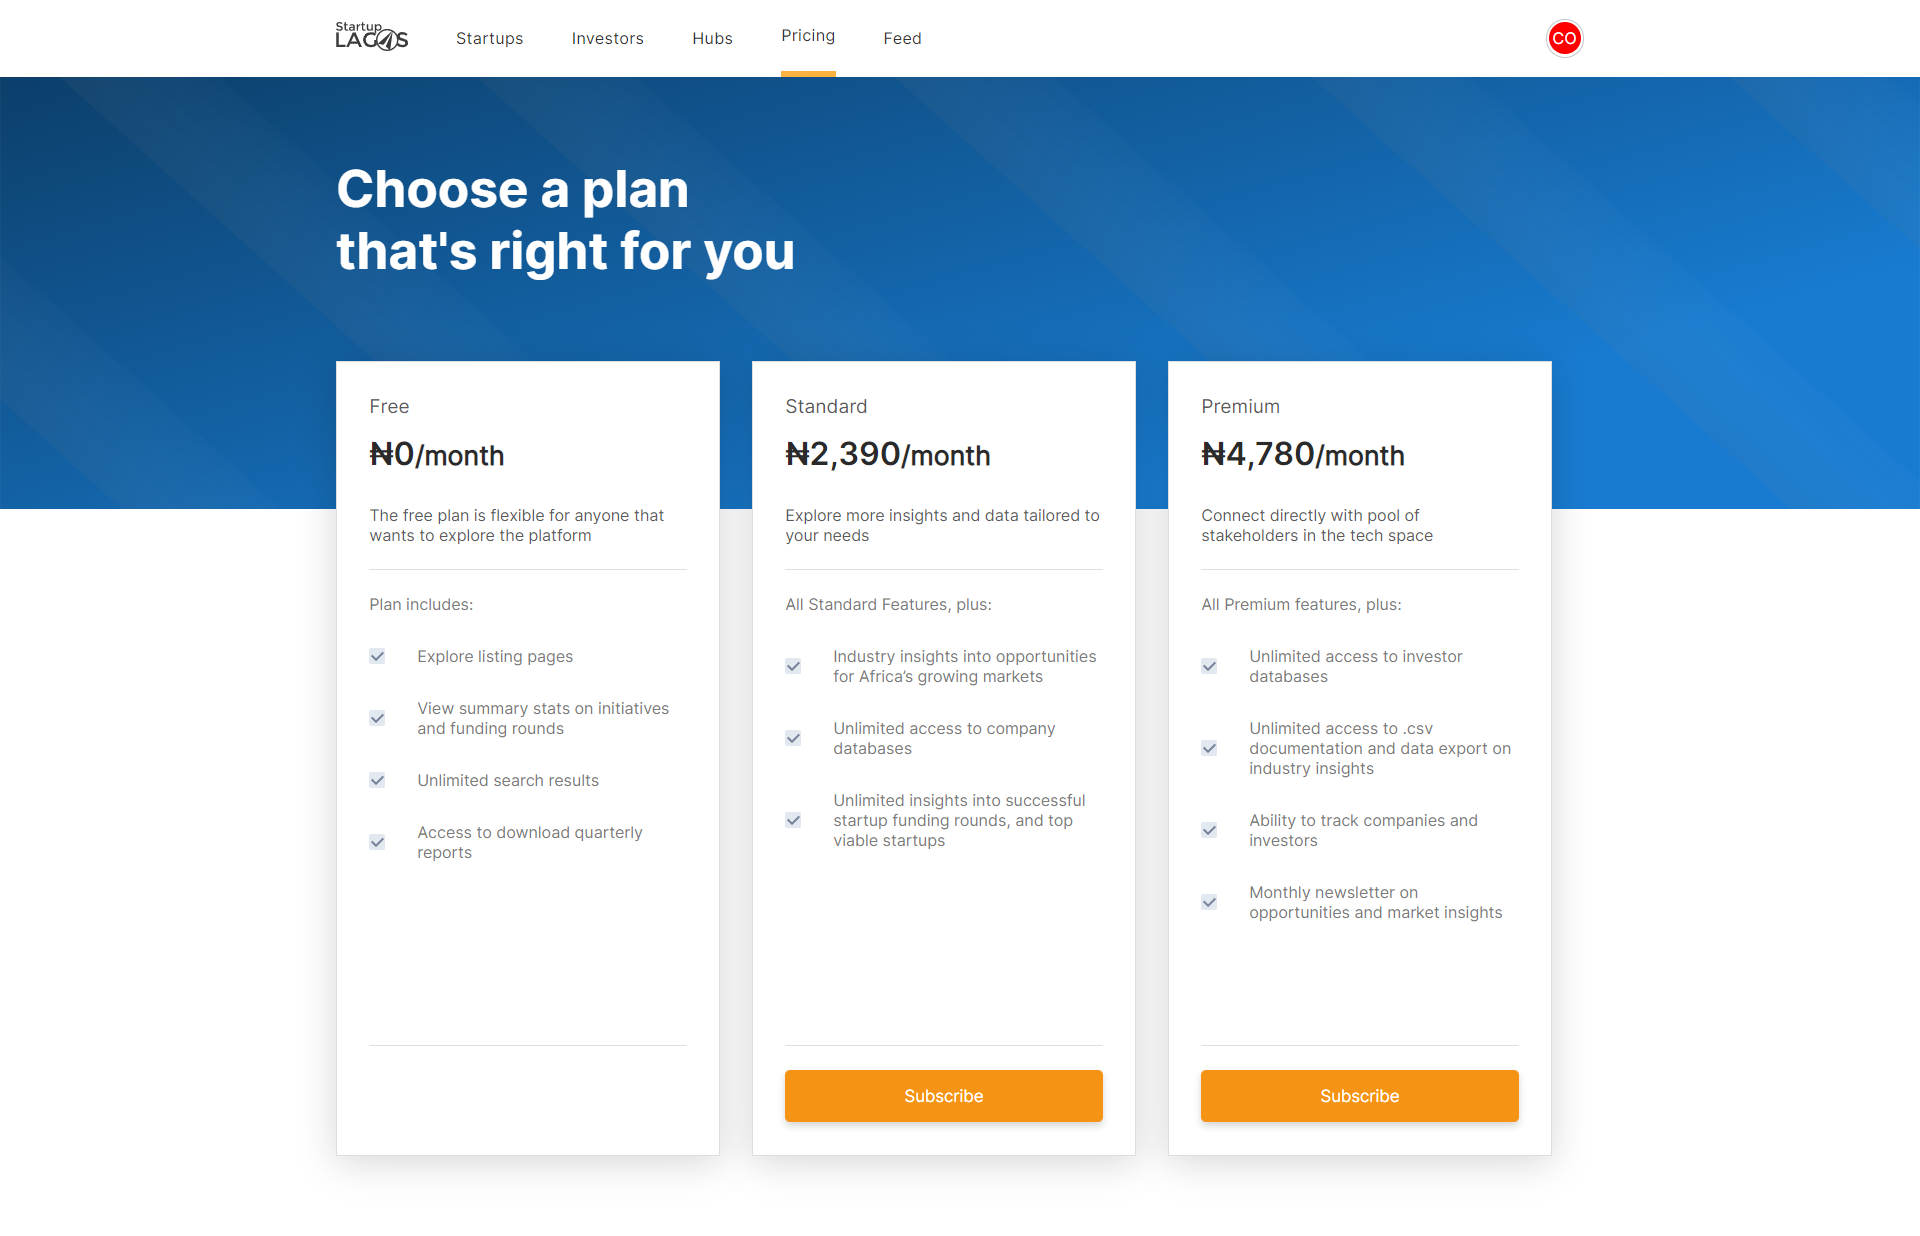 Startup
LAGOS
Startups
Investors
Hubs
Pricing
Feed
CO
Choose a plan
that's right for you
Free
₦0/month
The free plan is flexible for anyone that
wants to explore the platform
Plan includes:
Explore listing pages
View summary stats on initiatives
and funding rounds
Unlimited search results
Access to download quarterly
reports
Standard
₦2,390/month
Explore more insights and data tailored to
your needs
All Standard Features, plus:
Industry insights into opportunities
for Africa’s growing markets
Unlimited access to company
databases
Unlimited insights into successful
startup funding rounds, and top
viable startups
Subscribe
Premium
₦4,780/month
Connect directly with pool of
stakeholders in the tech space
All Premium features, plus:
Unlimited access to investor
databases
Unlimited access to .csv
documentation and data export on
industry insights
Ability to track companies and
investors
Monthly newsletter on
opportunities and market insights
Subscribe